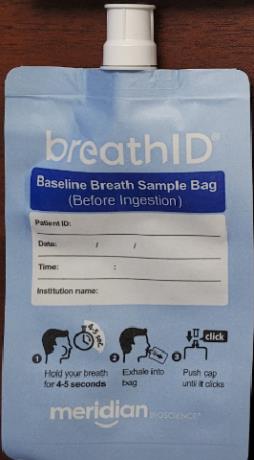 breathID®
Baseline Breath Sample Bag
(Before Ingestion)
Patient ID:
Date: / /
Time: :
Institution name:
4-5 sec
click
1 2 3
Hold your breath Exhale into Push cap
for 4-5 seconds bag until it clicks
meridian BIOSCIENCE®